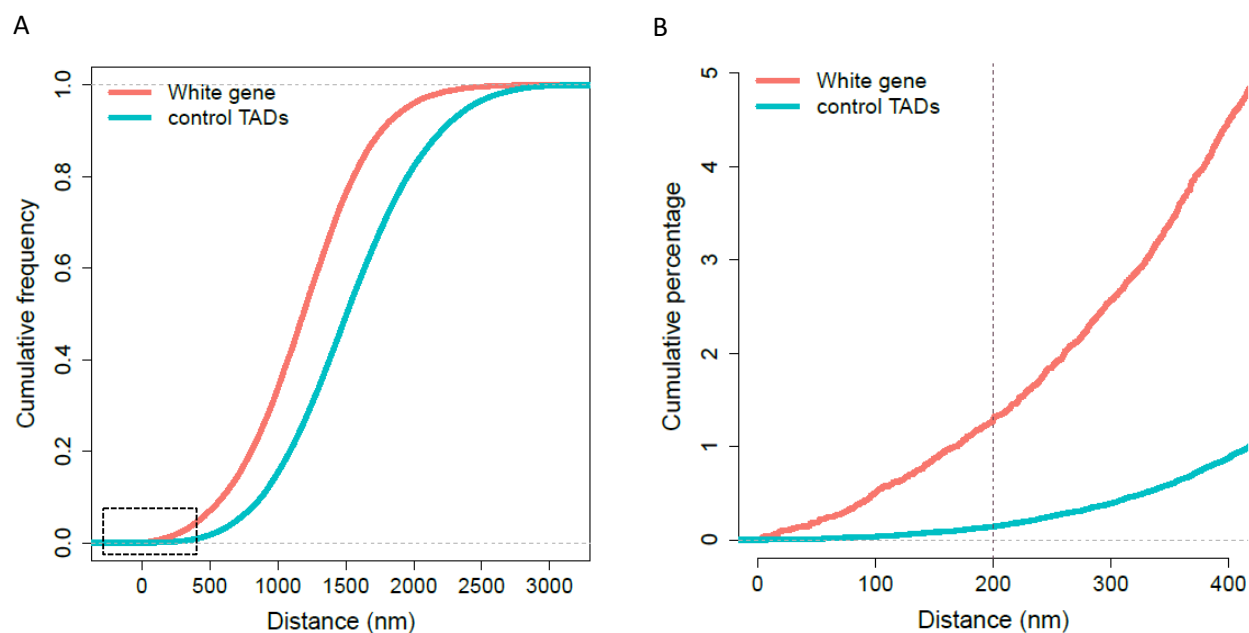 A
White gene
control TADs
Cumulative frequency
0.0
0.2
0.4
0.6
0.8
1.0
0
500
1000
1500
2000
2500
3000
Distance (nm)
B
White gene
control TADs
Cumulative percentage
0
1
2
3
4
5
0
100
200
300
400
Distance (nm)